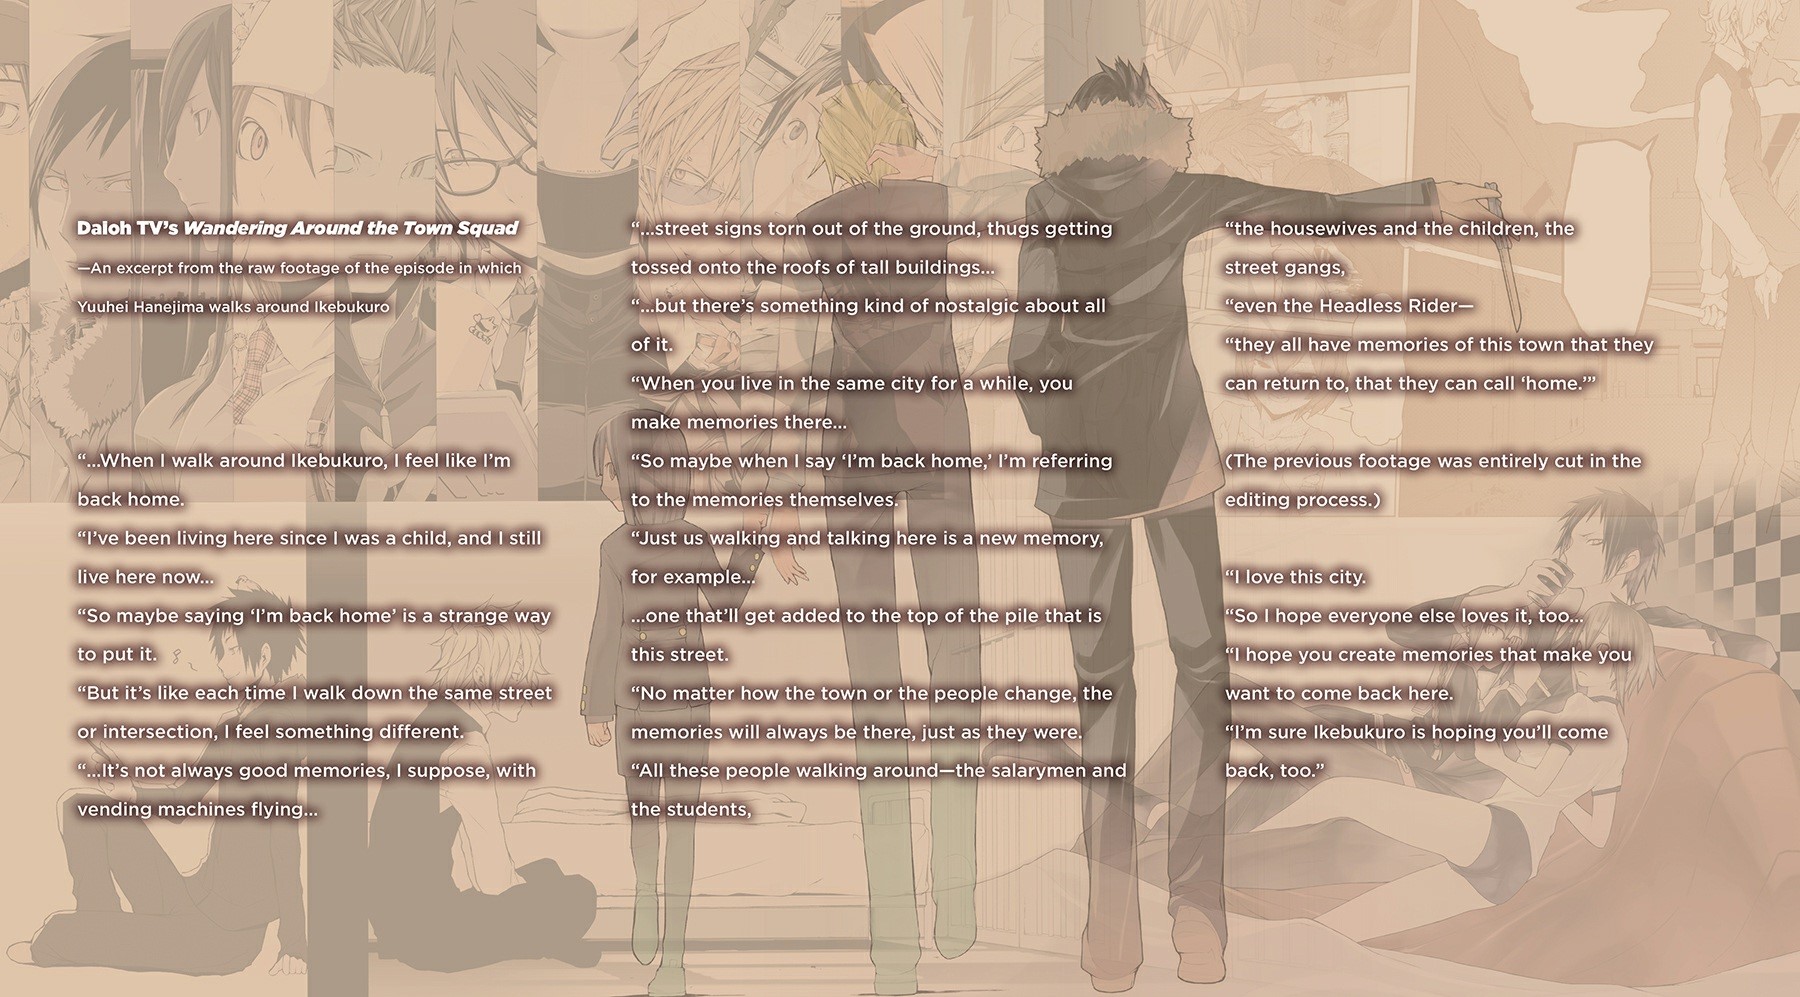 Daloh TV’s Wandering Around the Town Squad
—An excerpt from the raw footage of the episode in which
Yuuhei Hanejima walks around Ikebukuro
“...When I walk around Ikebukuro, I feel like I’m
back home.
“I’ve been living here since I was a child, and I still
live here now...
“So maybe saying ‘I’m back home’ is a strange way
to put it.
“But it’s like each time I walk down the same street
or intersection, I feel something different.
“...It’s not always good memories, I suppose, with
vending machines flying...
“...street signs torn out of the ground, thugs getting
tossed onto the roofs of tall buildings...
“...but there’s something kind of nostalgic about all
of it.
“When you live in the same city for a while, you
make memories there...
“So maybe when I say ‘I’m back home,’ I’m referring
to the memories themselves.
“Just us walking and talking here is a new memory,
for example...
...one that’ll get added to the top of the pile that is
this street.
“No matter how the town or the people change, the
memories will always be there, just as they were.
“All these people walking around—the salarymen and
the students,
“the housewives and the children, the
street gangs,
“even the Headless Rider—
“they all have memories of this town that they
can return to, that they can call ‘home.’”
(The previous footage was entirely cut in the
editing process.)
“I love this city.
“So I hope everyone else loves it, too...
“I hope you create memories that make you
want to come back here.
“I’m sure Ikebukuro is hoping you’ll come
back, too.”